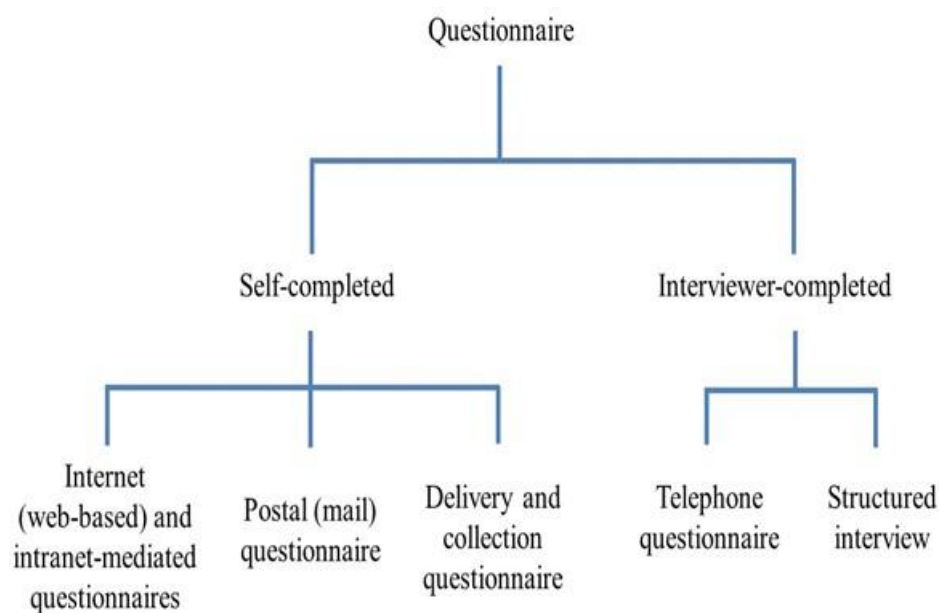 Questionnaire
Self-completed
Interviewer-completed
Internet
(web-based) and
intranet-mediated
questionnaires
Postal (mail)
questionnaire
Delivery and
collection
questionnaire
Telephone
questionnaire
Structured
interview